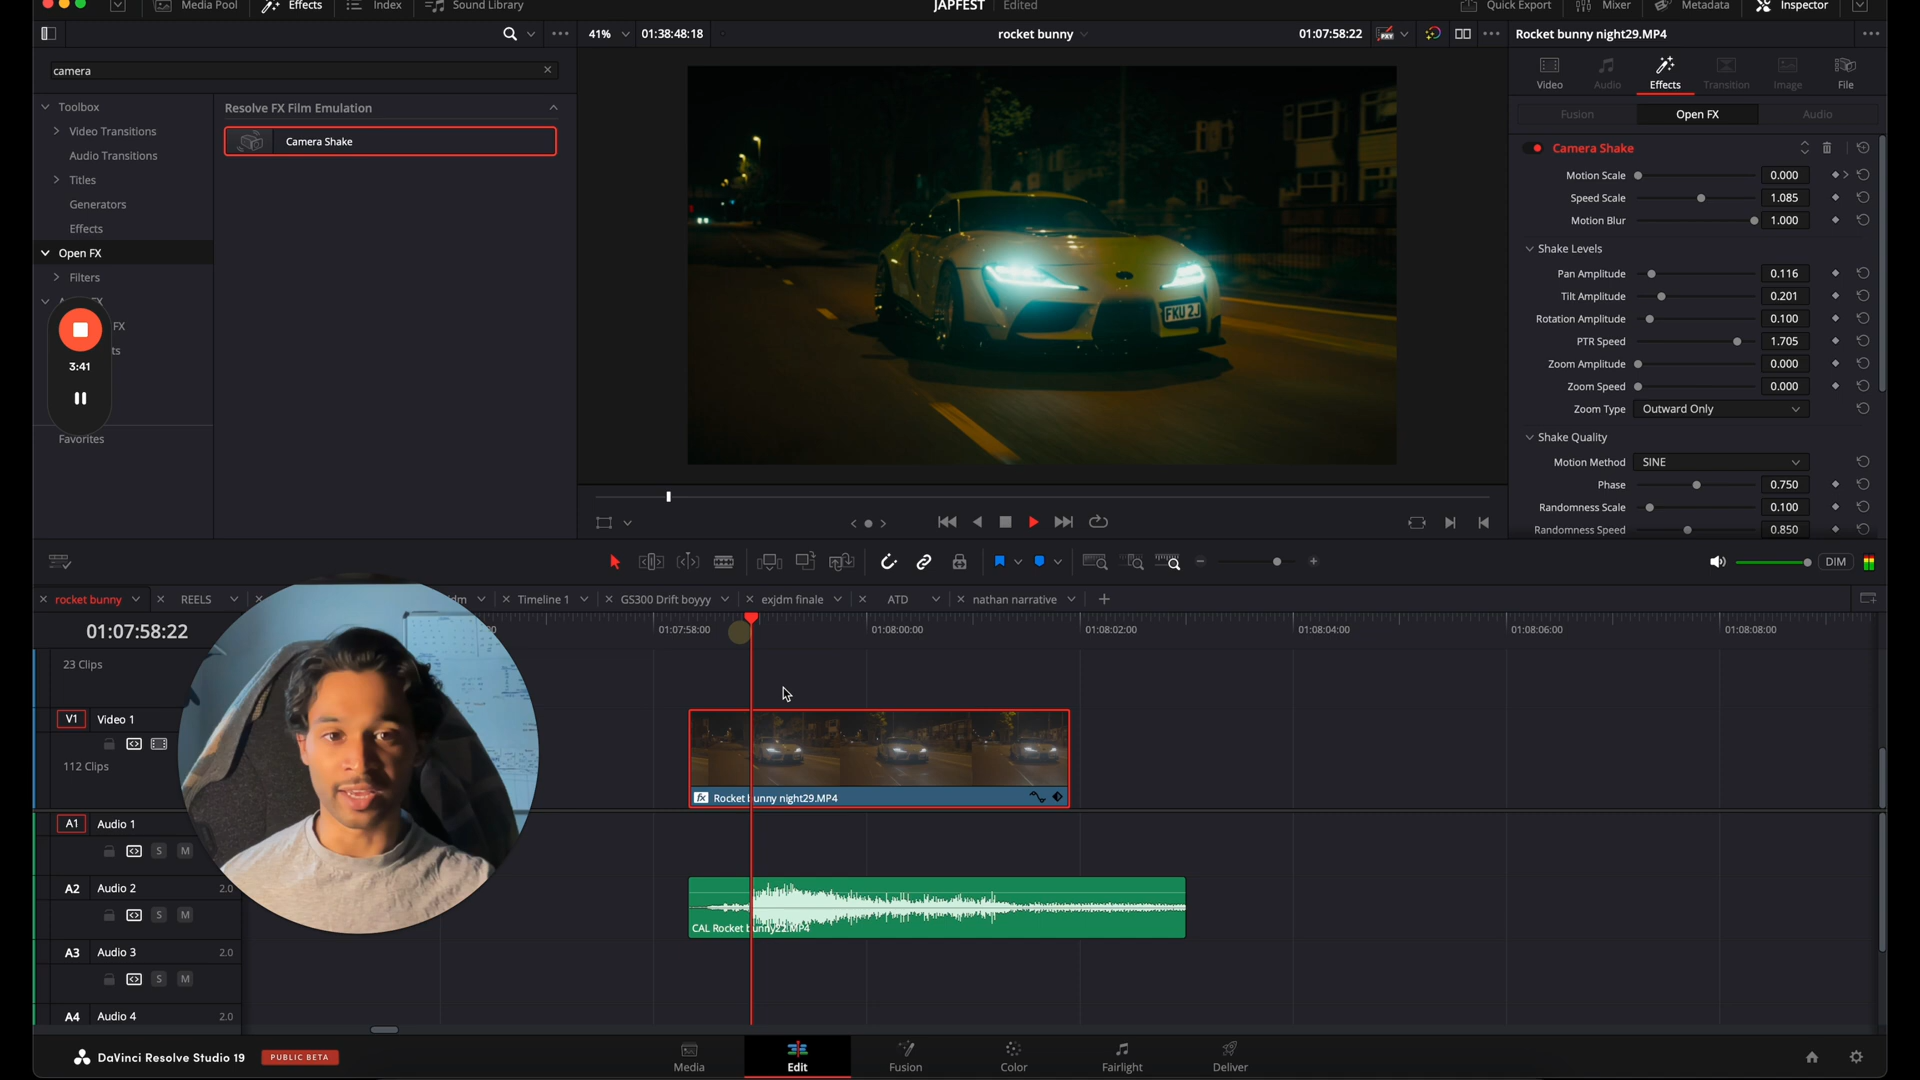 Media Pool Effects Index Sound Library JAPFEST Edited Quick Export Mixer Metadata Inspector
41% 01:38:48:18 rocket bunny 01:07:58:22 Rocket bunny night29.MP4
camera
Video Audio Effects Transition Image File
Fusion Open FX Audio
Toolbox
Video Transitions
Audio Transitions
Titles
Generators
Effects
Open FX
Filters
FX
FX
ts
3:41
Favorites
Resolve FX Film Emulation
Camera Shake
FKU 2J
Camera Shake
Motion Scale 0.000
Speed Scale 1.085
Motion Blur 1.000
Shake Levels
Pan Amplitude 0.116
Tilt Amplitude 0.201
Rotation Amplitude 0.100
PTR Speed 1.705
Zoom Amplitude 0.000
Zoom Speed 0.000
Zoom Type Outward Only
Shake Quality
Motion Method SINE
Phase 0.750
Randomness Scale 0.100
Randomness Speed 0.850
DIM
rocket bunny REELS dm Timeline 1 GS300 Drift boyyy exjdm finale ATD nathan narrative
01:07:58:22 01:07:58:00 01:08:00:00 01:08:02:00 01:08:04:00 01:08:06:00 01:08:08:00
23 Clips
V1 Video 1
112 Clips
fx Rocket bunny night29.MP4
A1 Audio 1
S M
A2 Audio 2 2.0
S M
CAL Rocket bunny22.MP4
A3 Audio 3 2.0
S M
A4 Audio 4 2.0
DaVinci Resolve Studio 19 PUBLIC BETA
Media Edit Fusion Color Fairlight Deliver